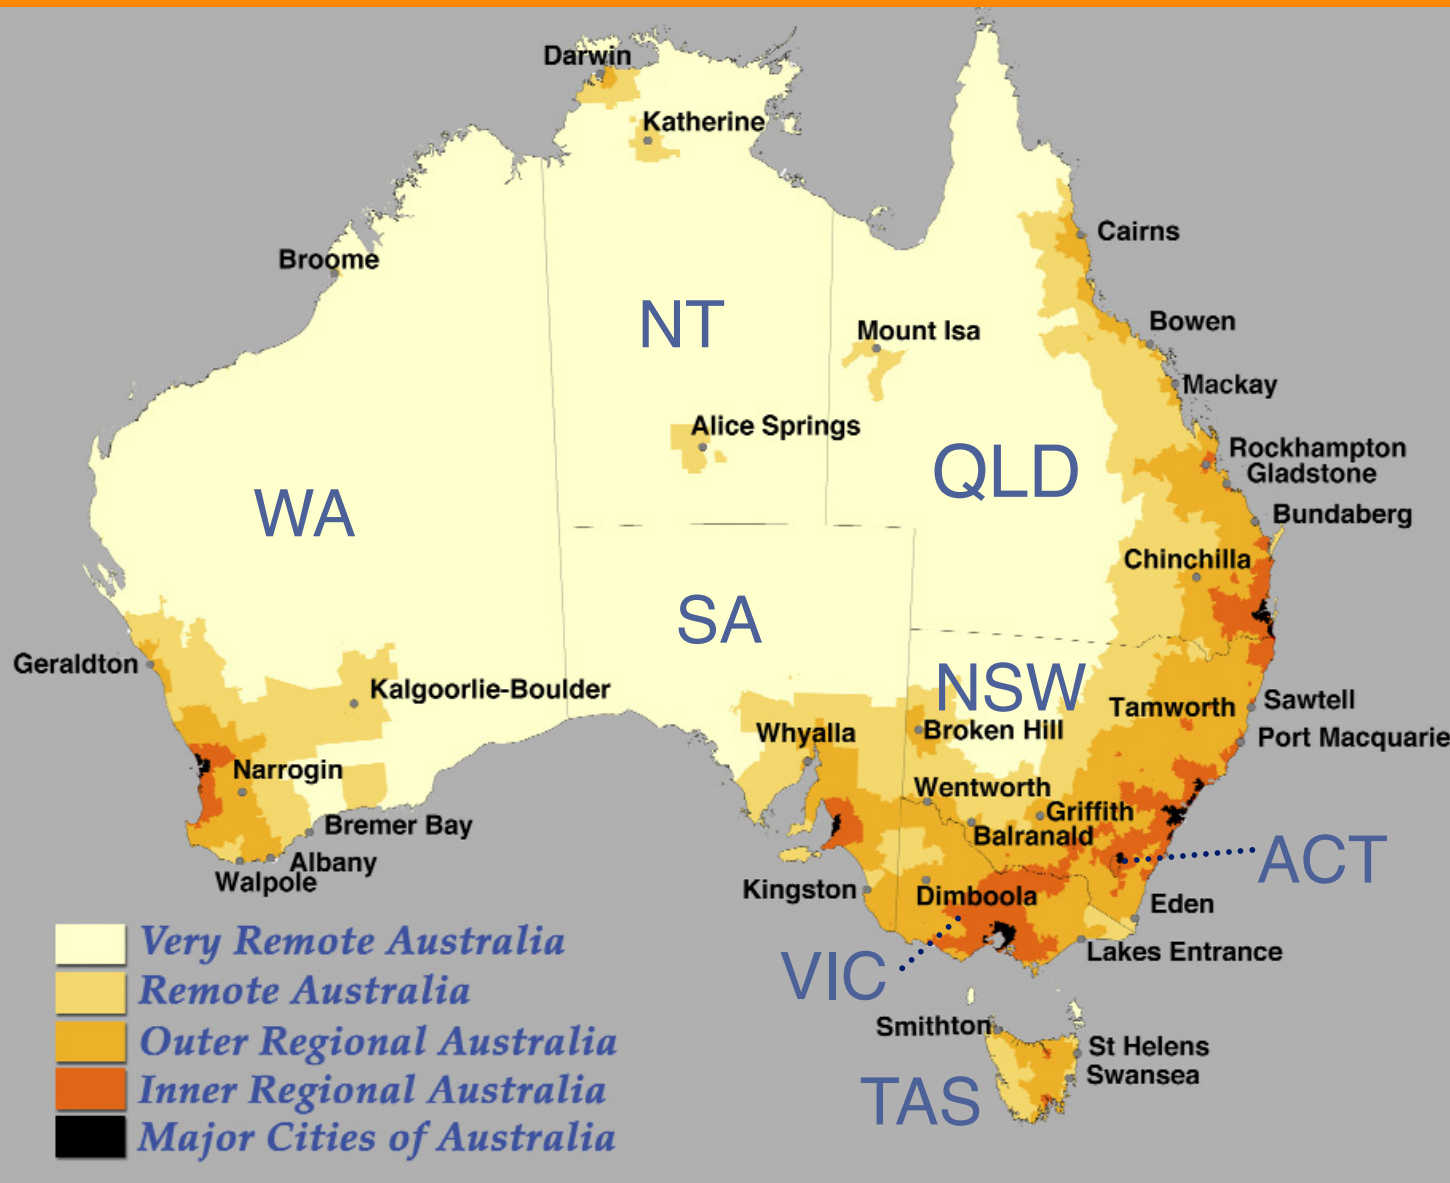 Darwin
Katherine
Cairns
Broome
NT
Bowen
Mount Isa
Mackay
Alice Springs
Rockhampton
QLD
Gladstone
WA
Bundaberg
Chinchilla
SA
Geraldton
Kalgoorlie-Boulder
NSW
Sawtell
Tamworth
Whyalla
Broken Hill
Port Macquarie
Narrogin
Wentworth
Griffith
Bremer Bay
Balranald
ACT
Albany
Walpole
Kingston
Dimboola
Eden
Very Remote Australia
Lakes Entrance
VIC
Remote Australia
Smithton
Outer Regional Australia
St Helens
Swansea
Inner Regional Australia
TAS
Major Cities of Australia